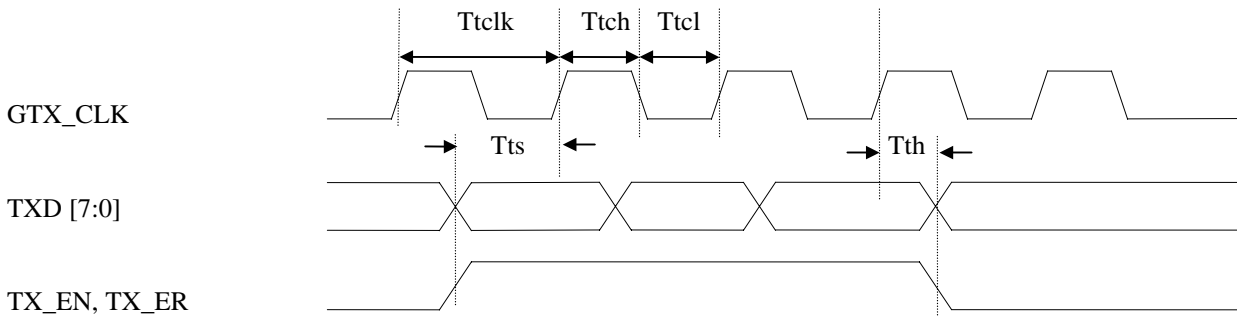 Ttclk Ttch Ttcl
GTX_CLK
Tts Tth
TXD [7:0]
TX_EN, TX_ER